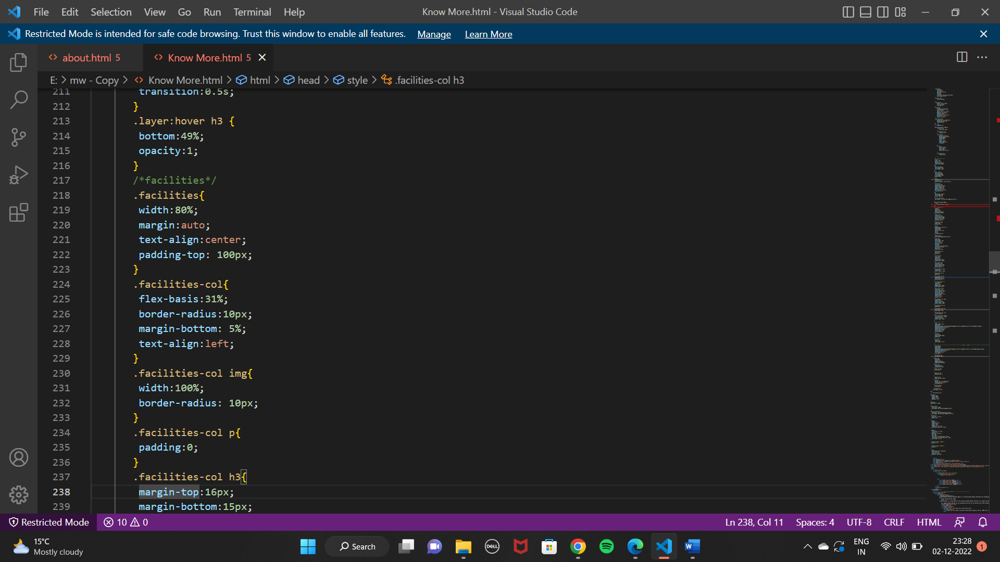 File Edit Selection View Go Run Terminal Help Know More.html - Visual Studio Code
Restricted Mode is intended for safe code browsing. Trust this window to enable all features. Manage Learn More
about.html 5 Know More.html 5
E: > mw - Copy > Know More.html > html > head > style > .facilities-col h3
211 transition:0.5s;
212 }
213 .layer:hover h3 {
214 bottom:49%;
215 opacity:1;
216 }
217 /*facilities*/
218 .facilities{
219 width:80%;
220 margin:auto;
221 text-align:center;
222 padding-top: 100px;
223 }
224 .facilities-col{
225 flex-basis:31%;
226 border-radius:10px;
227 margin-bottom: 5%;
228 text-align:left;
229 }
230 .facilities-col img{
231 width:100%;
232 border-radius: 10px;
233 }
234 .facilities-col p{
235 padding:0;
236 }
237 .facilities-col h3{
238 margin-top:16px;
239 margin-bottom:15px;
Restricted Mode 10 0 Ln 238, Col 11 Spaces: 4 UTF-8 CRLF HTML
15°C
Mostly cloudy
Search
DELL
W
ENG
IN
23:28
02-12-2022
1